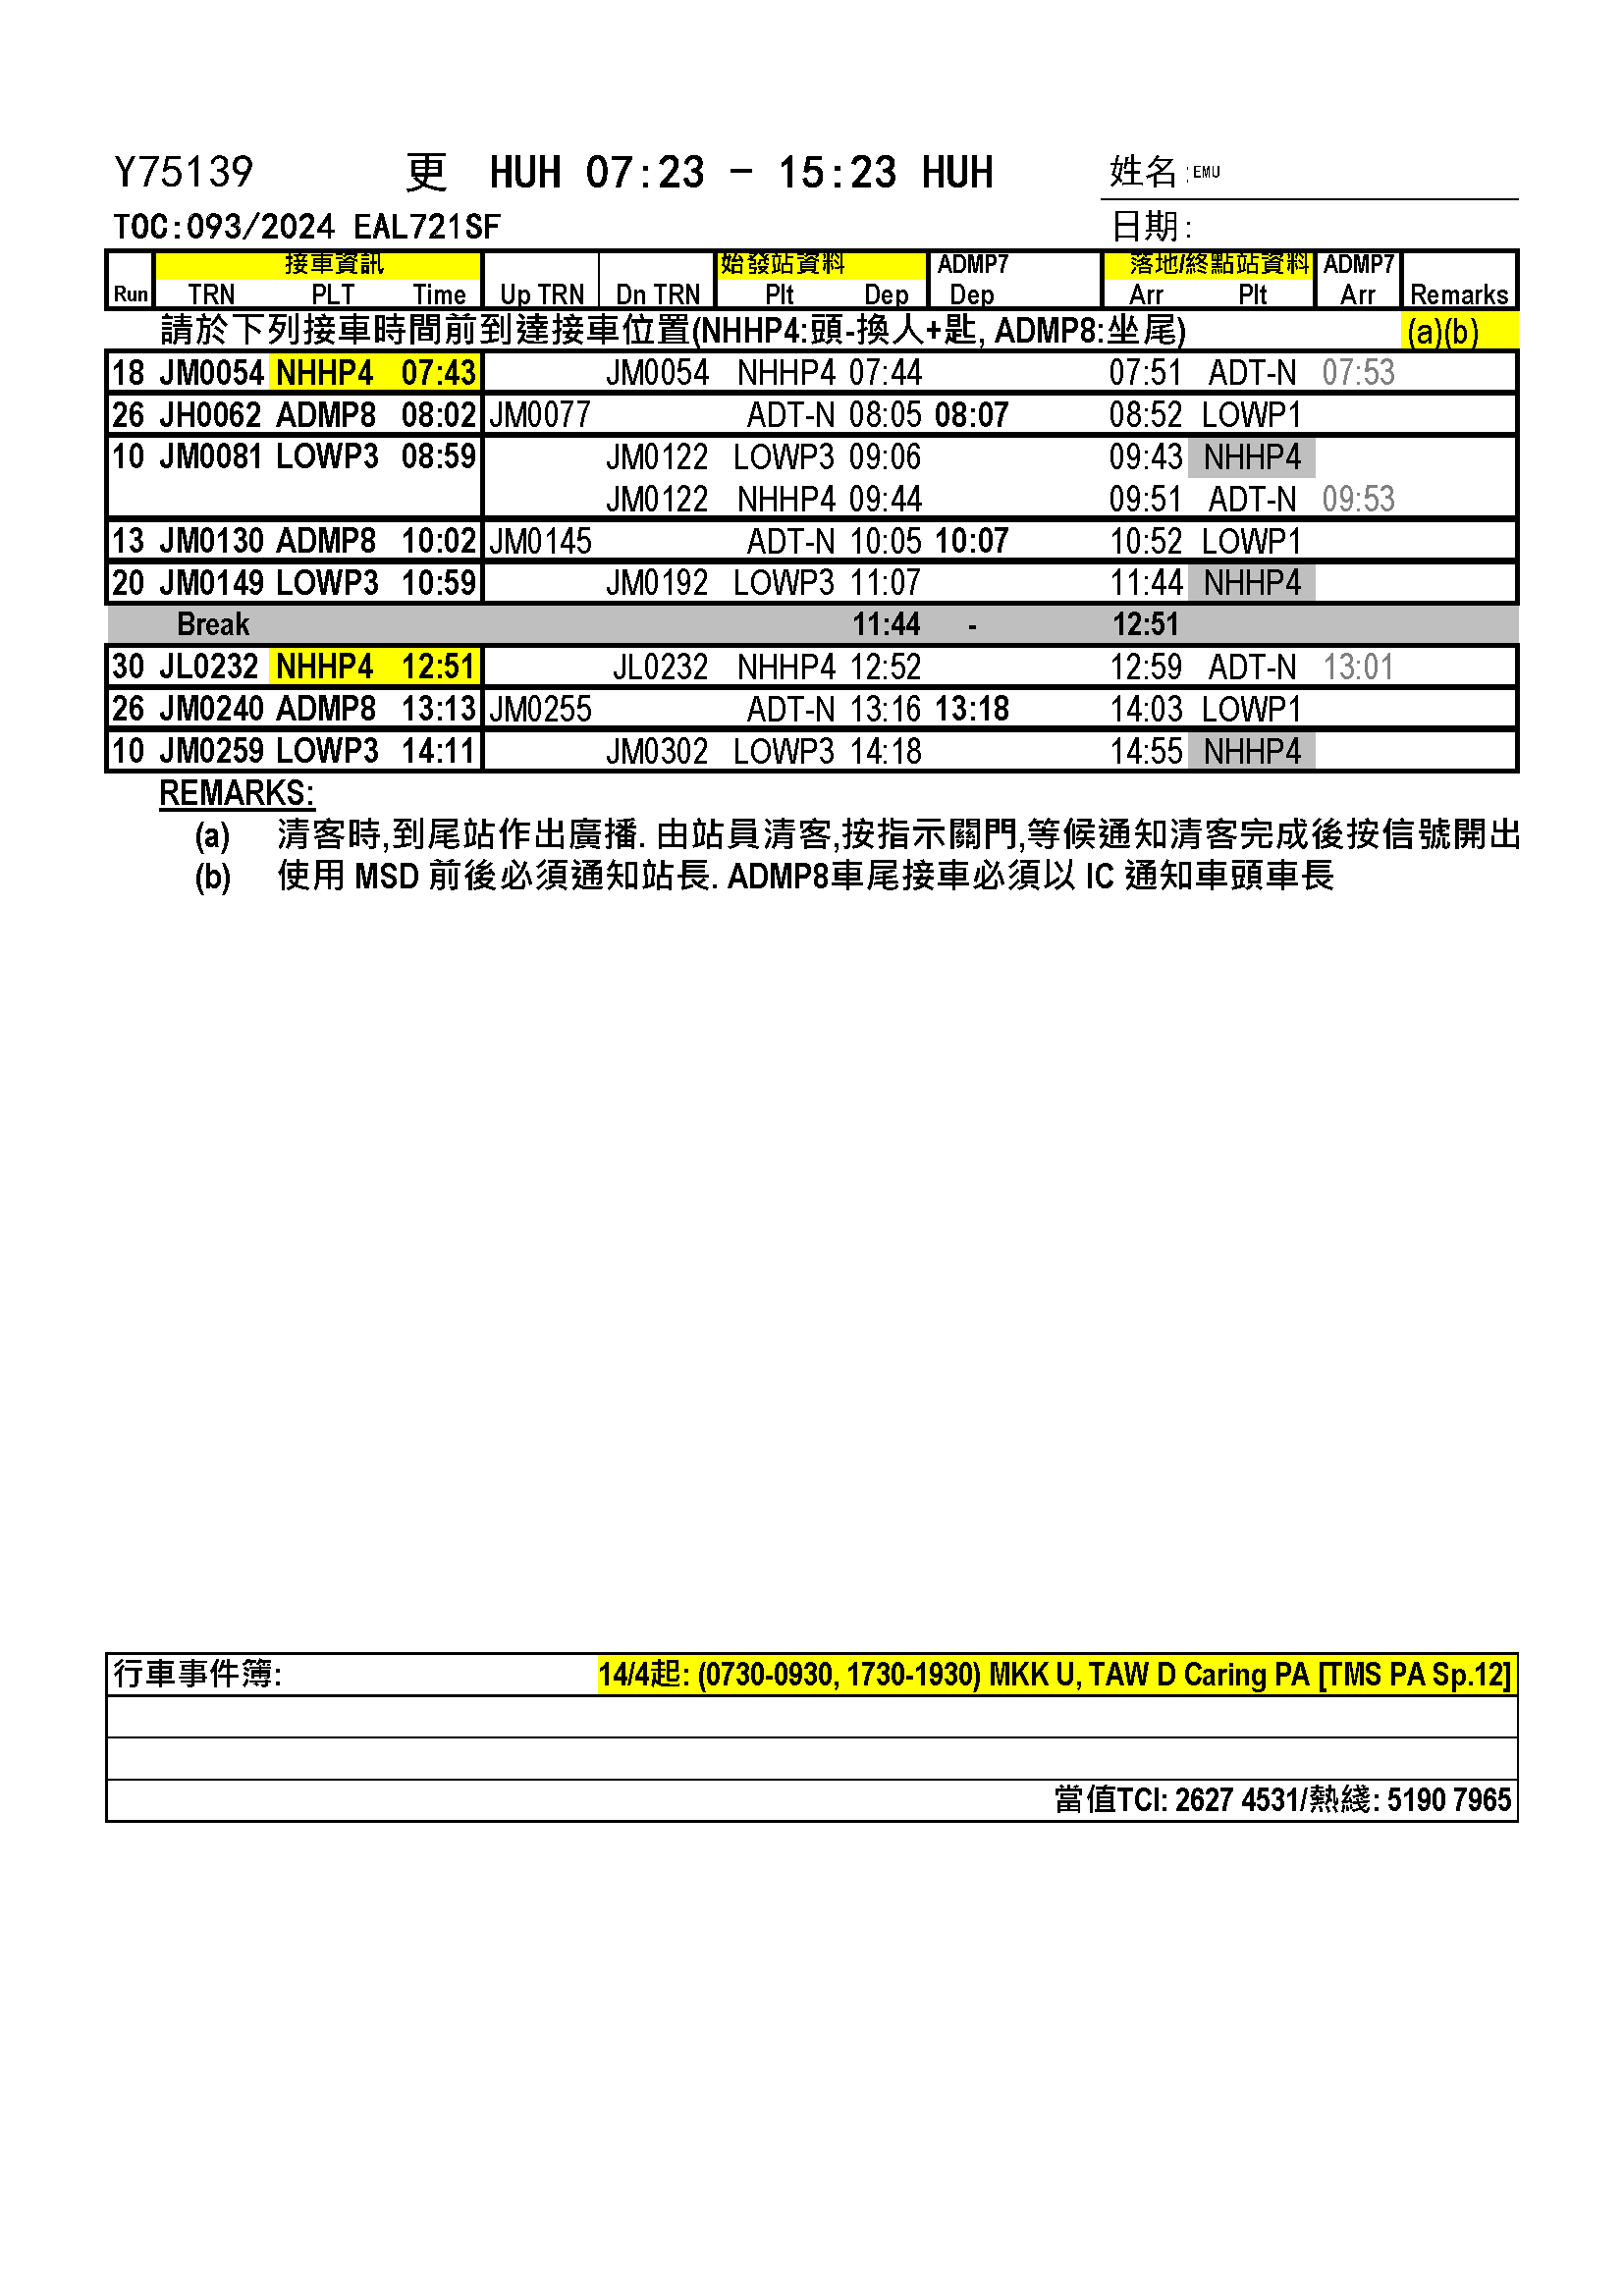 Y75139 更 HUH 07:23 - 15:23 HUH 姓名:EMU
TOC:093/2024 EAL721SF 日期:
接車資訊 始發站資料 ADMP7 落地/終點站資料 ADMP7
Run TRN PLT Time Up TRN Dn TRN Plt Dep Dep Arr Plt Arr Remarks
請於下列接車時間前到達接車位置(NHHP4:頭-換人+匙, ADMP8:坐尾) (a)(b)
18 JM0054 NHHP4 07:43 JM0054 NHHP4 07:44 07:51 ADT-N 07:53
26 JH0062 ADMP8 08:02 JM0077 ADT-N 08:05 08:07 08:52 LOWP1
10 JM0081 LOWP3 08:59 JM0122 LOWP3 09:06 09:43 NHHP4
JM0122 NHHP4 09:44 09:51 ADT-N 09:53
13 JM0130 ADMP8 10:02 JM0145 ADT-N 10:05 10:07 10:52 LOWP1
20 JM0149 LOWP3 10:59 JM0192 LOWP3 11:07 11:44 NHHP4
Break 11:44 - 12:51
30 JL0232 NHHP4 12:51 JL0232 NHHP4 12:52 12:59 ADT-N 13:01
26 JM0240 ADMP8 13:13 JM0255 ADT-N 13:16 13:18 14:03 LOWP1
10 JM0259 LOWP3 14:11 JM0302 LOWP3 14:18 14:55 NHHP4
REMARKS:
(a) 清客時,到尾站作出廣播. 由站員清客,按指示關門,等候通知清客完成後按信號開出
(b) 使用 MSD 前後必須通知站長. ADMP8車尾接車必須以 IC 通知車頭車長
行車事件簿: 14/4起: (0730-0930, 1730-1930) MKK U, TAW D Caring PA [TMS PA Sp.12]
當值TCI: 2627 4531/熱綫: 5190 7965